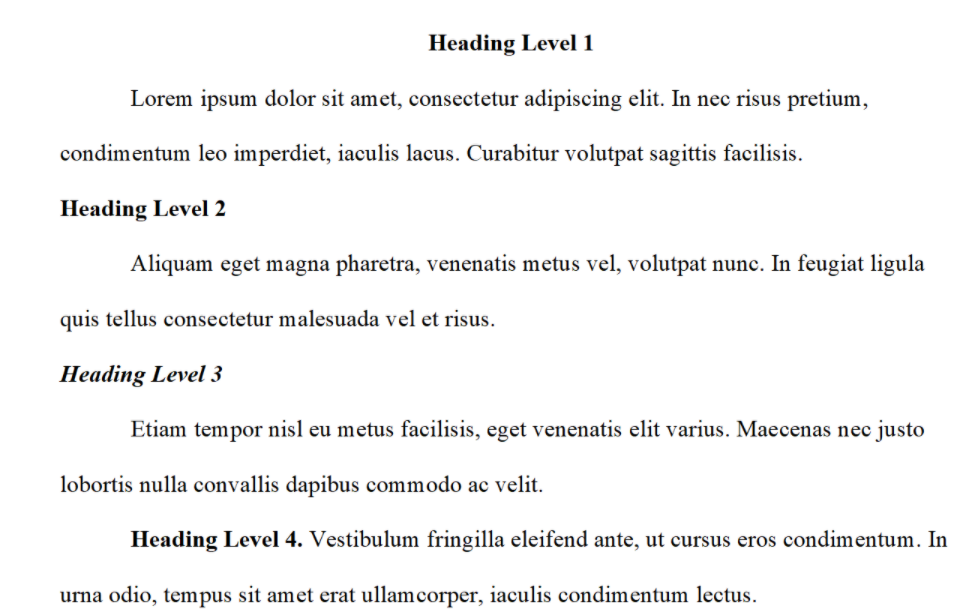 Heading Level 1
Lorem ipsum dolor sit amet, consectetur adipiscing elit. In nec risus pretium,
condimentum leo imperdiet, iaculis lacus. Curabitur volutpat sagittis facilisis.
Heading Level 2
Aliquam eget magna pharetra, venenatis metus vel, volutpat nunc. In feugiat ligula
quis tellus consectetur malesuada vel et risus.
Heading Level 3
Etiam tempor nisl eu metus facilisis, eget venenatis elit varius. Maecenas nec justo
lobortis nulla convallis dapibus commodo ac velit.
Heading Level 4. Vestibulum fringilla eleifend ante, ut cursus eros condimentum. In
urna odio, tempus sit amet erat ullamcorper, iaculis condimentum lectus.